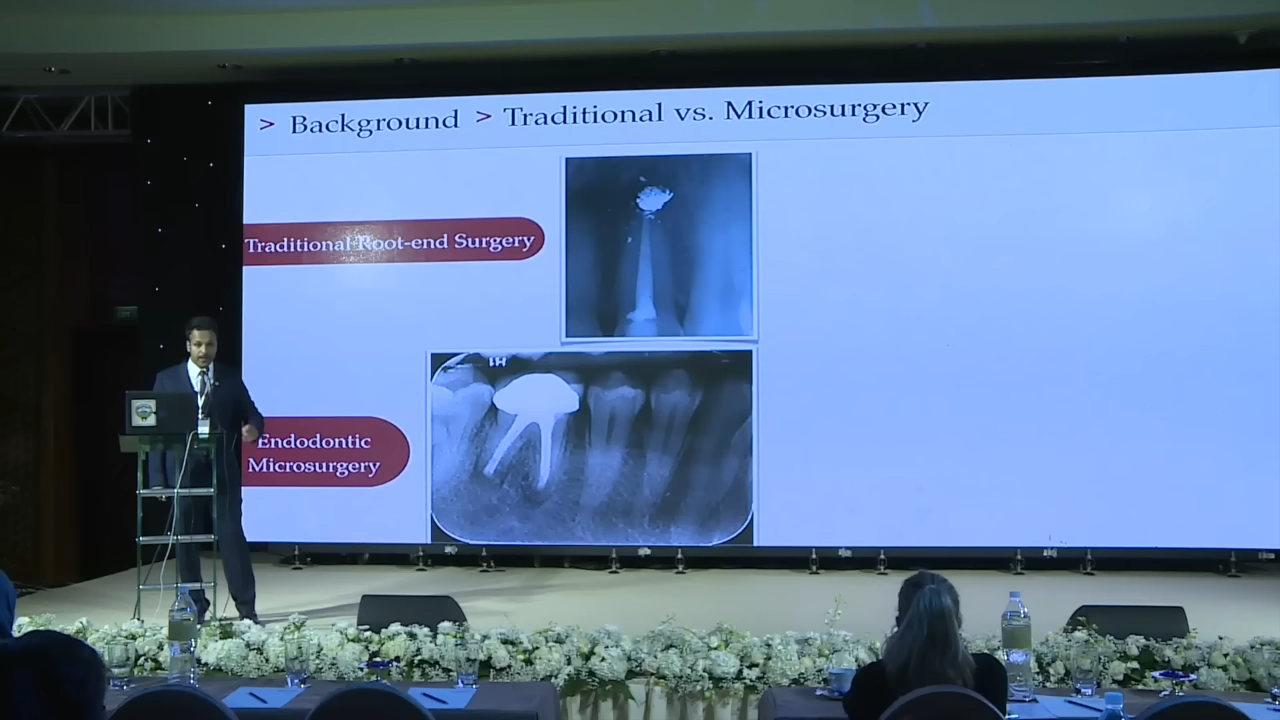 > Background > Traditional vs. Microsurgery
Traditional Root-end Surgery
Endodontic
Microsurgery